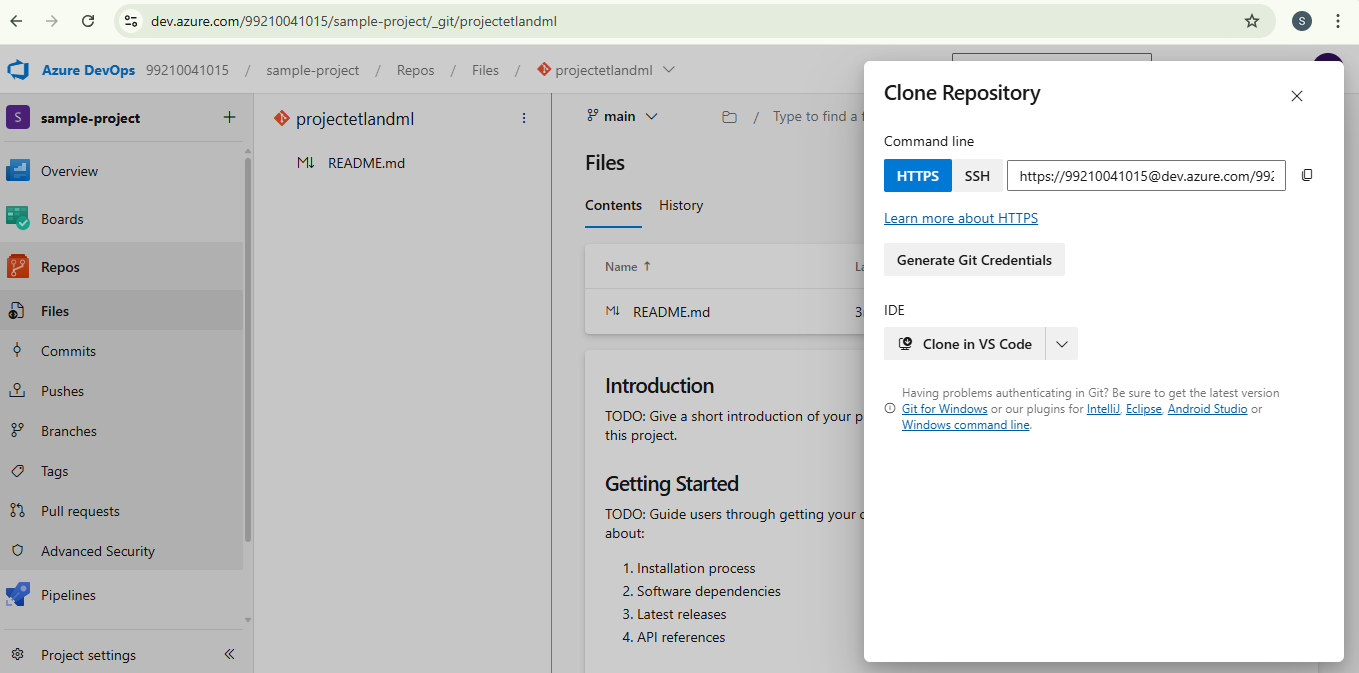 dev.azure.com/99210041015/sample-project/_git/projectetlandml
S
Azure DevOps 99210041015 / sample-project / Repos / Files / projectetlandml
S sample-project +
Overview
Boards
Repos
Files
Commits
Pushes
Branches
Tags
Pull requests
Advanced Security
Pipelines
Project settings
projectetlandml
README.md
main / Type to find a
Files
Contents History
Name ↑
README.md
Introduction
TODO: Give a short introduction of your
this project.
Getting Started
TODO: Guide users through getting your
about:
1. Installation process
2. Software dependencies
3. Latest releases
4. API references
Clone Repository
Command line
HTTPS SSH https://99210041015@dev.azure.com/992
Learn more about HTTPS
Generate Git Credentials
IDE
Clone in VS Code
Having problems authenticating in Git? Be sure to get the latest version
Git for Windows or our plugins for IntelliJ, Eclipse, Android Studio or
Windows command line.